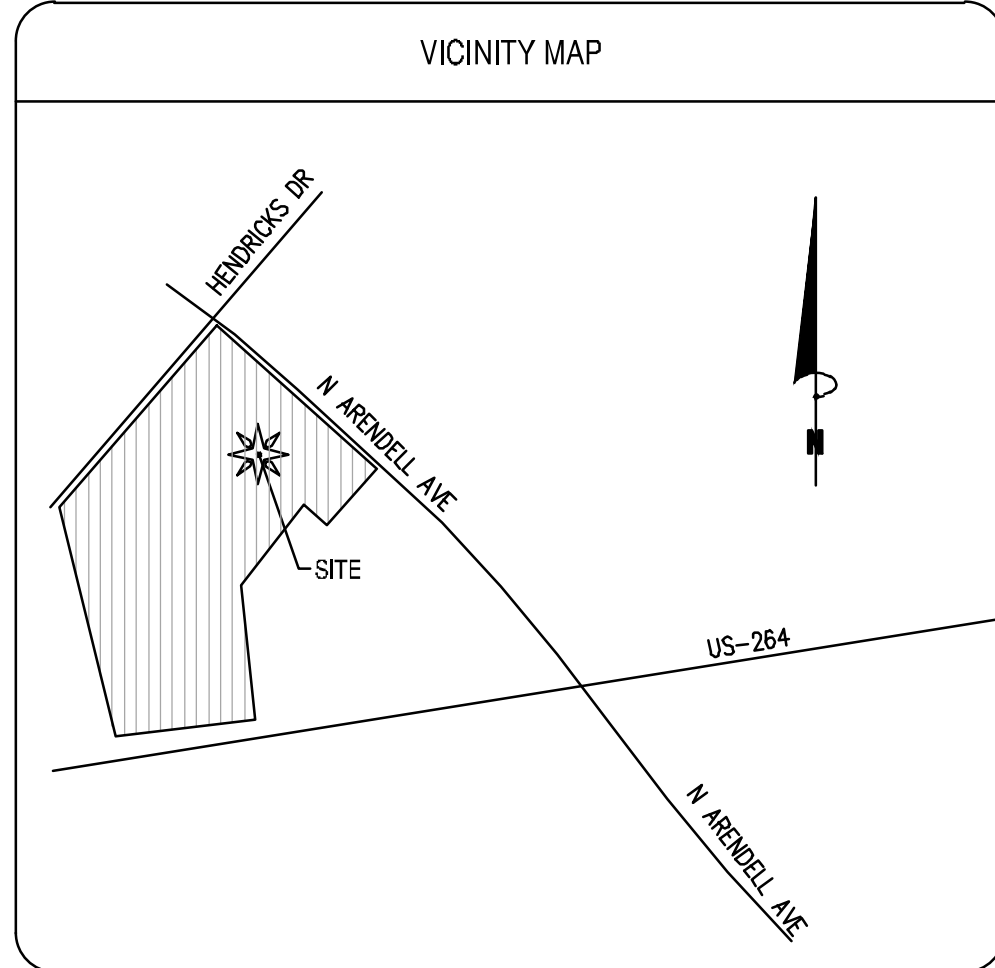 VICINITY MAP
HENDRICKS DR
N ARENDELL AVE
N
SITE
US-264
N ARENDELL AVE